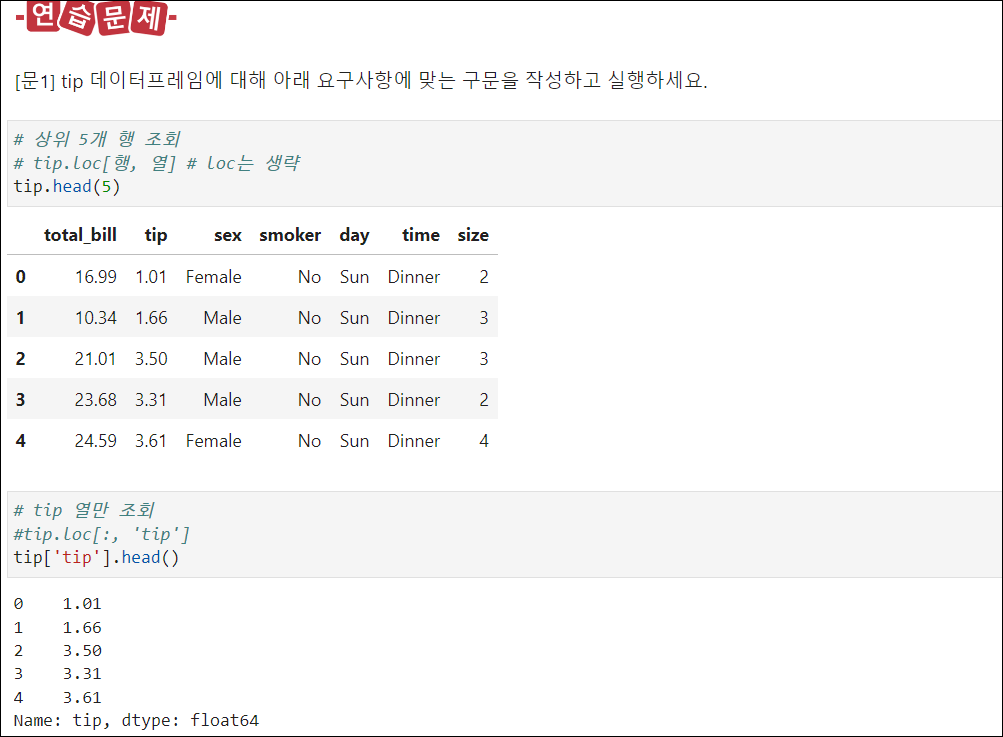 -연습문제-
[문1] tip 데이터프레임에 대해 아래 요구사항에 맞는 구문을 작성하고 실행하세요.
# 상위 5개 행 조회
# tip.loc[행, 열] # loc는 생략
tip.head(5)
total_bill tip sex smoker day time size
0 16.99 1.01 Female No Sun Dinner 2
1 10.34 1.66 Male No Sun Dinner 3
2 21.01 3.50 Male No Sun Dinner 3
3 23.68 3.31 Male No Sun Dinner 2
4 24.59 3.61 Female No Sun Dinner 4
# tip 열만 조회
#tip.loc[:, 'tip']
tip['tip'].head()
0 1.01
1 1.66
2 3.50
3 3.31
4 3.61
Name: tip, dtype: float64